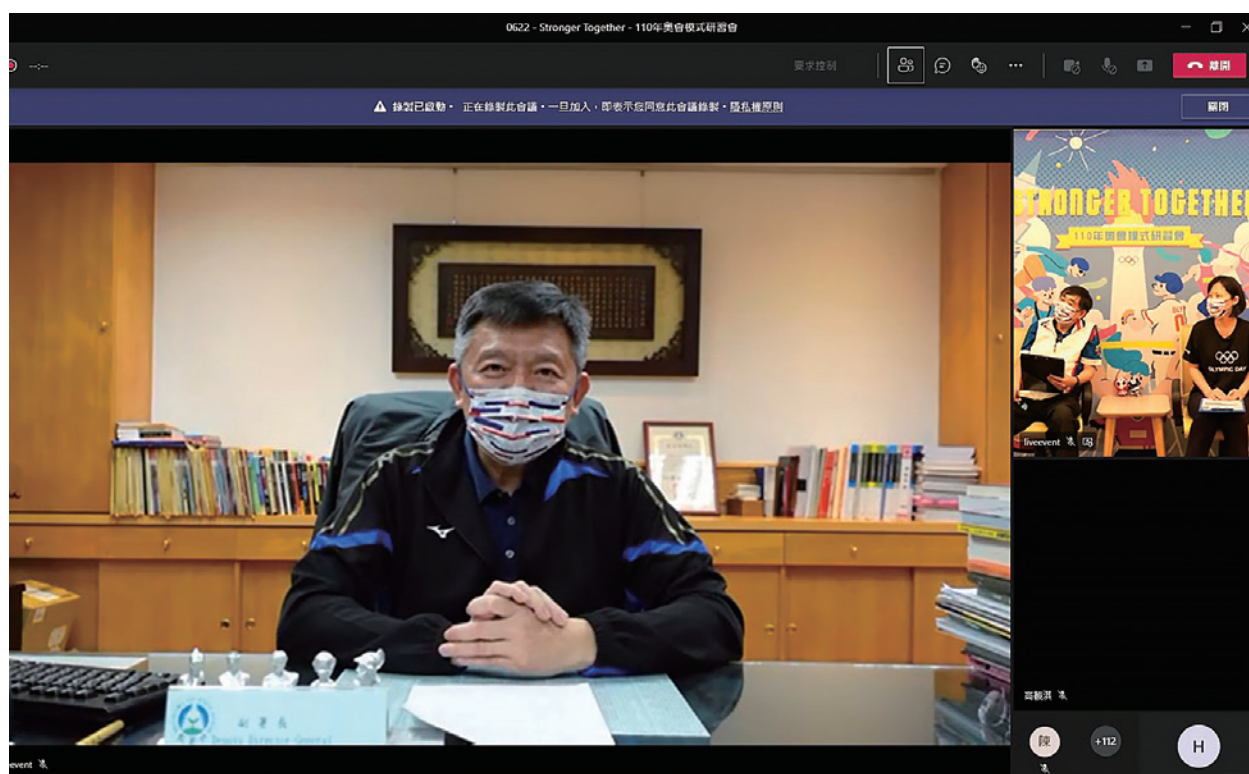 0622 - Stronger Together - 110年奧會模式研習會
--:--
要求控制
離開
錄製已啟動。 正在錄製此會議。一旦加入，即表示您同意此會議錄製。隱私權原則
關閉
STRONGER TOGETHER
110年奧會模式研習會
OLYMPIC DAY
liveevent
副署長
Deputy Director General
event
陳
+112
H